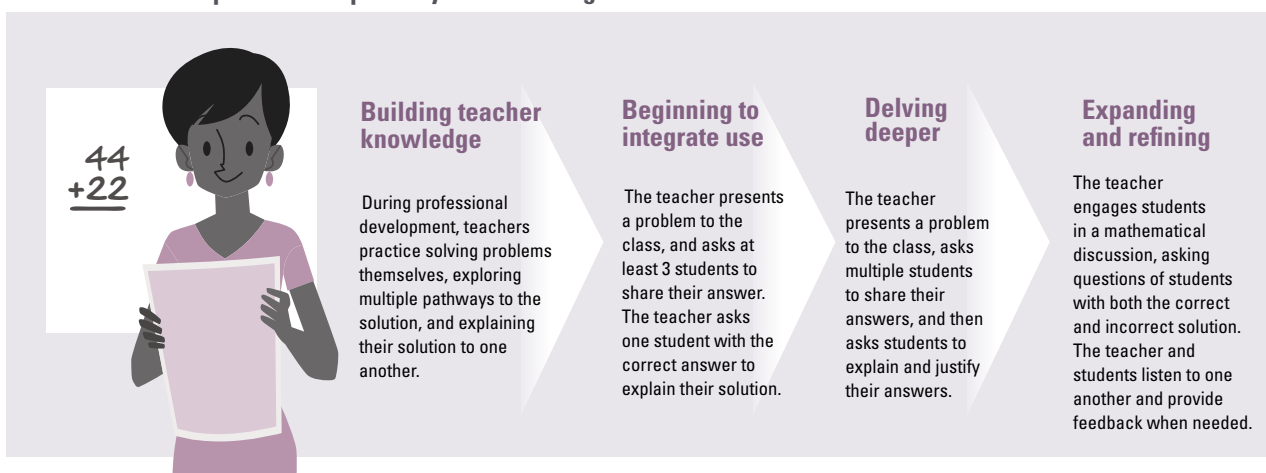 44
+22
Building teacher
knowledge
During professional
development, teachers
practice solving problems
themselves, exploring
multiple pathways to the
solution, and explaining
their solution to one
another.
Beginning to
integrate use
The teacher presents
a problem to the
class, and asks at
least 3 students to
share their answer.
The teacher asks
one student with the
correct answer to
explain their solution.
Delving
deeper
The teacher
presents a problem
to the class, asks
multiple students
to share their
answers, and then
asks students to
explain and justify
their answers.
Expanding
and refining
The teacher
engages students
in a mathematical
discussion, asking
questions of students
with both the correct
and incorrect solution.
The teacher and
students listen to one
another and provide
feedback when needed.